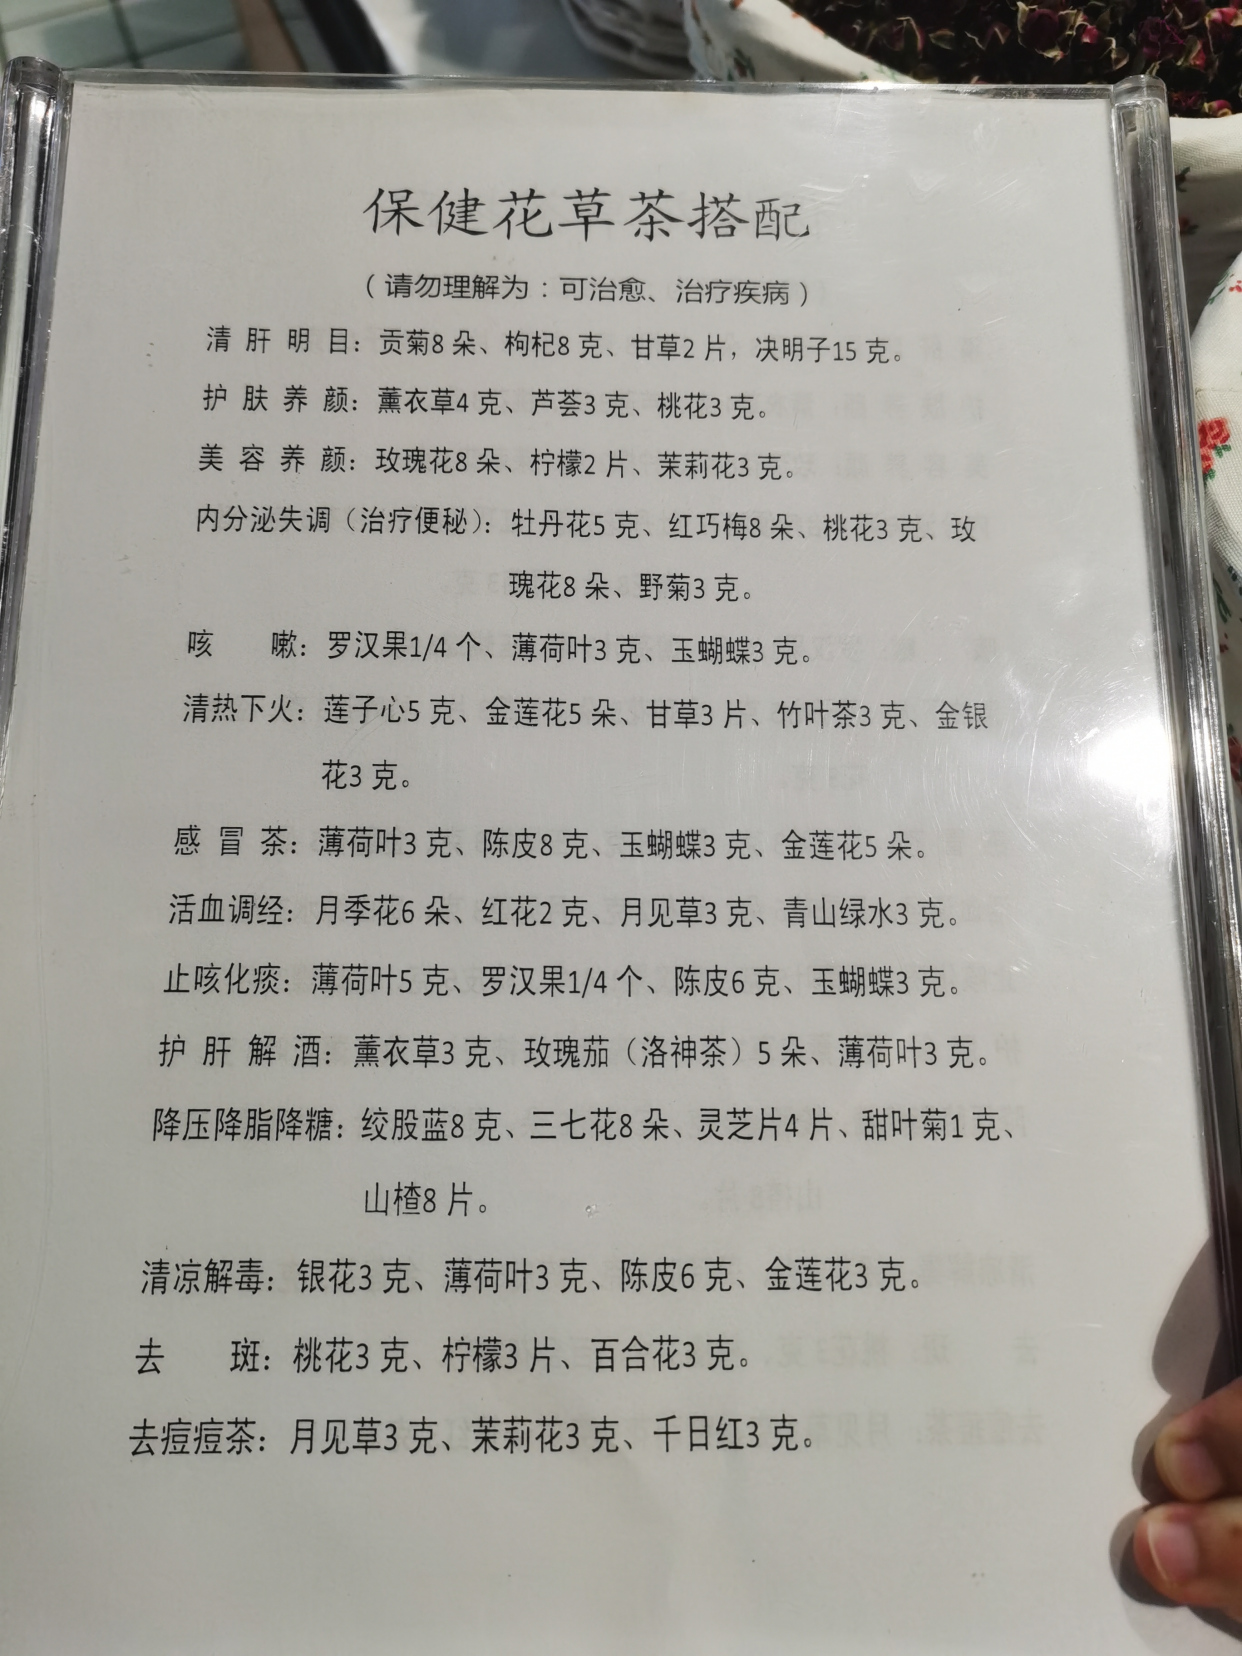 保健花草茶搭配
（请勿理解为：可治愈、治疗疾病）
清肝明目：贡菊8 朵、枸杞8 克、甘草2 片，决明子15 克。
护肤养颜：薰衣草4 克、芦荟3 克、桃花3 克。
美容养颜：玫瑰花8 朵、柠檬2 片、茉莉花3 克。
内分泌失调（治疗便秘）：牡丹花5 克、红巧梅8 朵、桃花3 克、玫
瑰花8 朵、野菊3 克。
咳嗽：罗汉果1/4 个、薄荷叶3 克、玉蝴蝶3 克。
清热下火：莲子心5 克、金莲花5 朵、甘草3 片、竹叶茶3 克、金银
花3 克。
感冒茶：薄荷叶3 克、陈皮8 克、玉蝴蝶3 克、金莲花5 朵。
活血调经：月季花6 朵、红花2 克、月见草3 克、青山绿水3 克。
止咳化痰：薄荷叶5 克、罗汉果1/4 个、陈皮6 克、玉蝴蝶3 克。
护肝解酒：薰衣草3 克、玫瑰茄（洛神茶）5 朵、薄荷叶3 克。
降压降脂降糖：绞股蓝8 克、三七花8 朵、灵芝片4 片、甜叶菊1 克、
山楂8 片。
清凉解毒：银花3 克、薄荷叶3 克、陈皮6 克、金莲花3 克。
去斑：桃花3 克、柠檬3 片、百合花3 克。
去痘痘茶：月见草3 克、茉莉花3 克、千日红3 克。